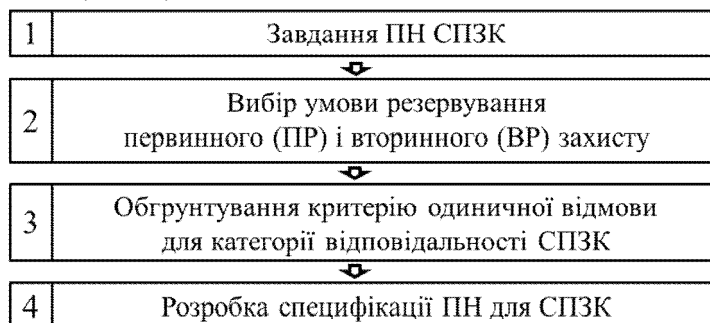 1 Завдання ПН СПЗК
2 Вибір умови резервування
первинного (ПР) і вторинного (ВР) захисту
3 Обгрунтування критерію одиничної відмови
для категорії відповідальності СПЗК
4 Розробка специфікації ПН для СПЗК